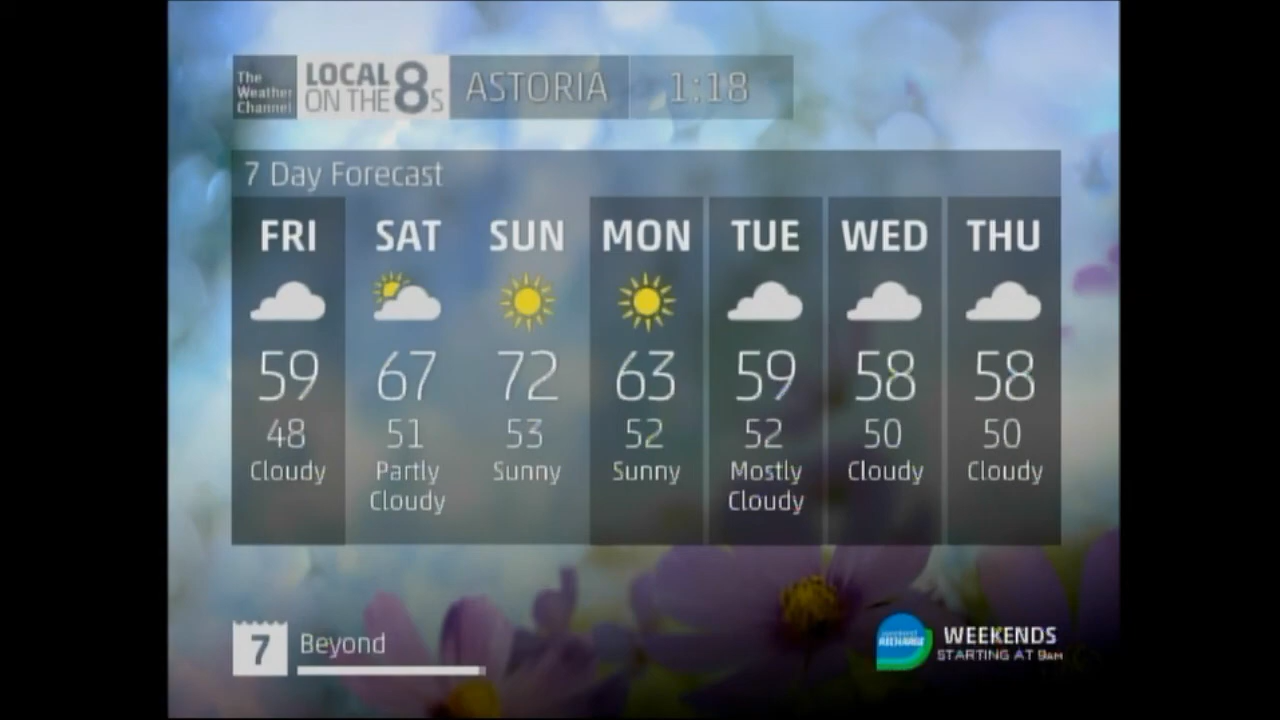 The Weather Channel
LOCAL ON THE 8s
ASTORIA
1:18
7 Day Forecast
FRI SAT SUN MON TUE WED THU
59 67 72 63 59 58 58
48 51 53 52 52 50 50
Cloudy Partly Cloudy Sunny Sunny Mostly Cloudy Cloudy Cloudy
7 Beyond
weekend
RECHARGE
WEEKENDS
STARTING AT 9AM